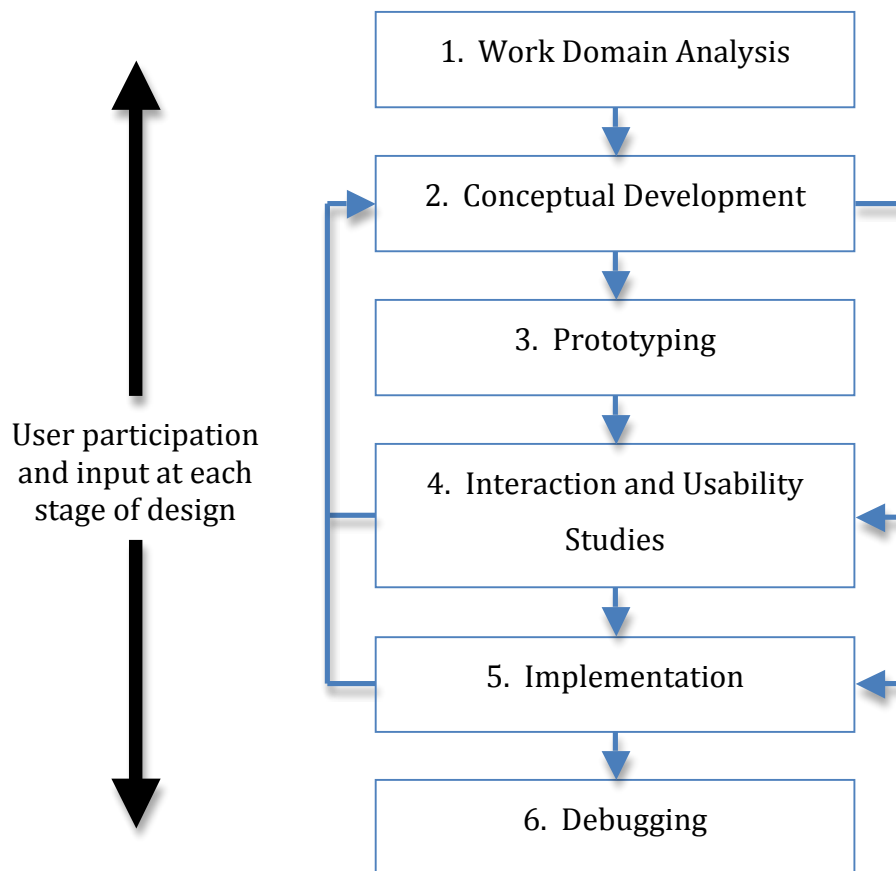 1. Work Domain Analysis
2. Conceptual Development
3. Prototyping
User participation
and input at each
stage of design
4. Interaction and Usability
Studies
5. Implementation
6. Debugging